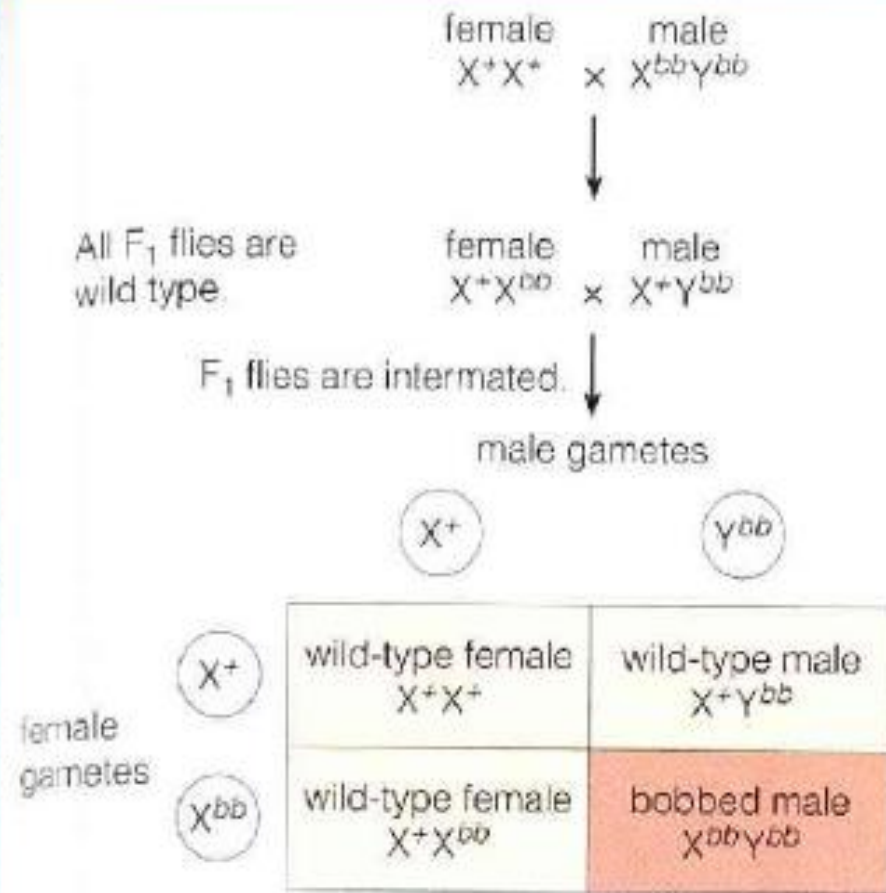 female male
X⁺X⁺ × XᵇᵇYᵇᵇ
All F₁ flies are
wild type.
female male
X⁺Xᵇᵇ × X⁺Yᵇᵇ
F₁ flies are intermated.
male gametes
X⁺ Yᵇᵇ
female
gametes
X⁺
wild-type female
X⁺X⁺
wild-type male
X⁺Yᵇᵇ
Xᵇᵇ
wild-type female
X⁺Xᵇᵇ
bobbed male
XᵇᵇYᵇᵇ